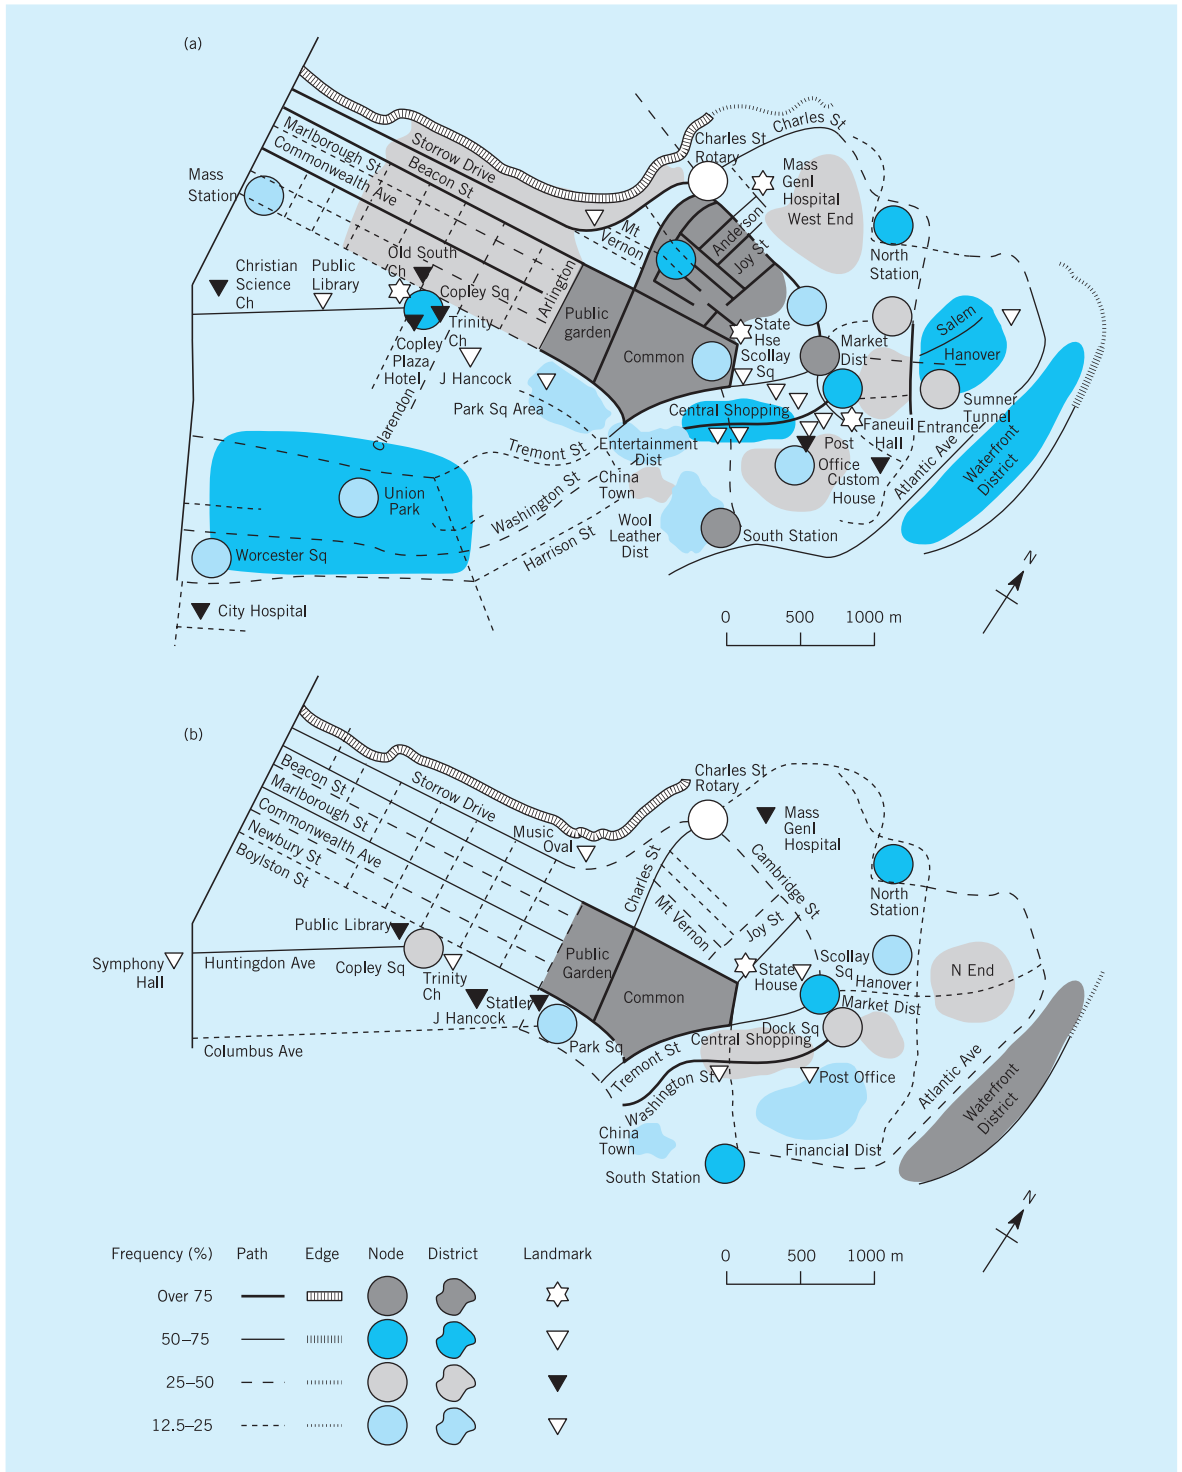 (a)
Charles St
Charles St
Rotary
Mass
Genl
Hospital
West End
Storrow Drive
Marlborough St
Beacon St
Commonwealth Ave
Mass
Station
Mt
Vernon
Anderson
Joy St
North
Station
Christian
Science
Ch
Public
Library
Old South
Ch
Copley Sq
Trinity
Ch
Copley
Plaza
Hotel
J Hancock
Clarendon
Arlington
Public
garden
Common
State
Hse
Scollay
Sq
Market
Dist
Salem
Hanover
Sumner
Tunnel
Entrance
Park Sq Area
Central Shopping
Faneuil
Hall
Post
Office
Custom
House
Atlantic Ave
Waterfront
District
Entertainment
Dist
Tremont St
China
Town
Washington St
Harrison St
Wool
Leather
Dist
South Station
Union
Park
Worcester Sq
City Hospital
N
0 500 1000 m
(b)
Charles St
Rotary
Mass
Genl
Hospital
Storrow Drive
Beacon St
Marlborough St
Commonwealth Ave
Newbury St
Boylston St
Music
Oval
Charles St
Cambridge St
Mt Vernon
Joy St
North
Station
Public Library
Symphony
Hall
Huntingdon Ave
Copley Sq
Trinity
Ch
J Hancock
Statler
Public
Garden
Common
State
House
Scollay
Sq
Hanover
N End
Market Dist
Dock Sq
Columbus Ave
Park Sq
Central Shopping
Tremont St
Washington St
Post Office
Atlantic Ave
Waterfront
District
China
Town
Financial Dist
South Station
N
0 500 1000 m
Frequency (%) Path Edge Node District Landmark
Over 75
50–75
25–50
12.5–25